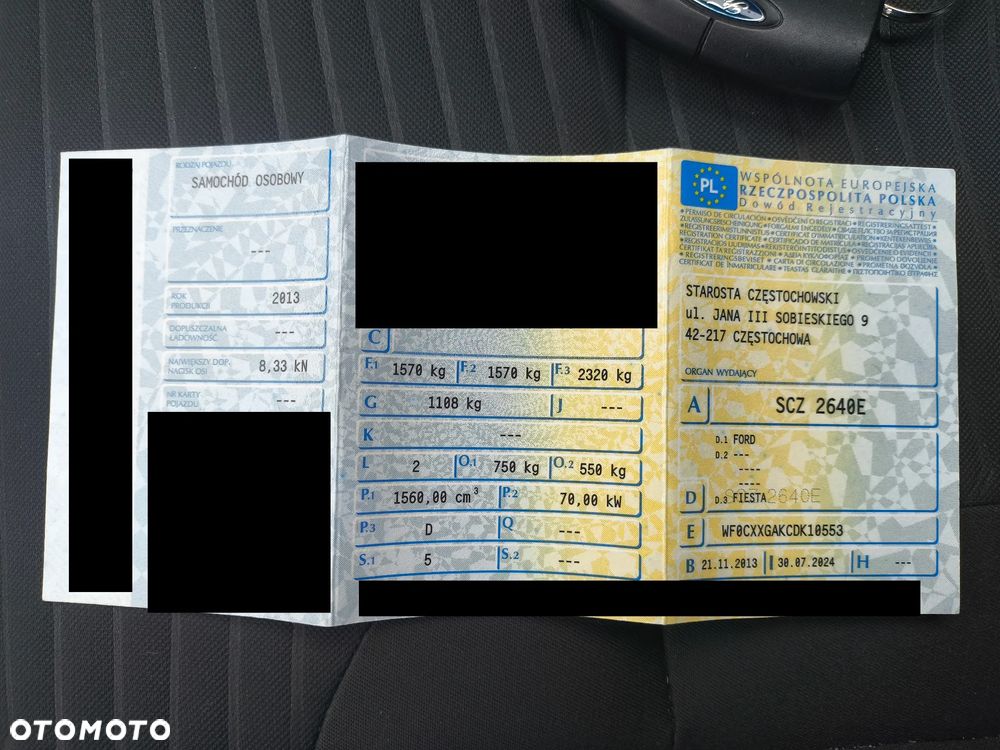 RODZAJ POJAZDU
SAMOCHÓD OSOBOWY
PRZEZNACZENIE
---
ROK PRODUKCJI
2013
DOPUSZCZALNA ŁADOWNOŚĆ
---
NAJWIĘKSZY DOP. NACISK OSI
8,33 kN
NR KARTY POJAZDU
---
C
F.1 1570 kg F.2 1570 kg F.3 2320 kg
G 1108 kg J ---
K ---
L 2 O.1 750 kg O.2 550 kg
P.1 1560,00 cm³ P.2 70,00 kW
P.3 D Q ---
S.1 5 S.2 ---
PL
WSPÓLNOTA EUROPEJSKA
RZECZPOSPOLITA POLSKA
Dowód Rejestracyjny
STAROSTA CZĘSTOCHOWSKI
ul. JANA III SOBIESKIEGO 9
42-217 CZĘSTOCHOWA
ORGAN WYDAJĄCY
A SCZ 2640E
D.1 FORD
D.2 ---
----
----
D D.3 FIESTA
E WF0CXXGAKCDK10553
B 21.11.2013 I 30.07.2024 H ---
OTOMOTO